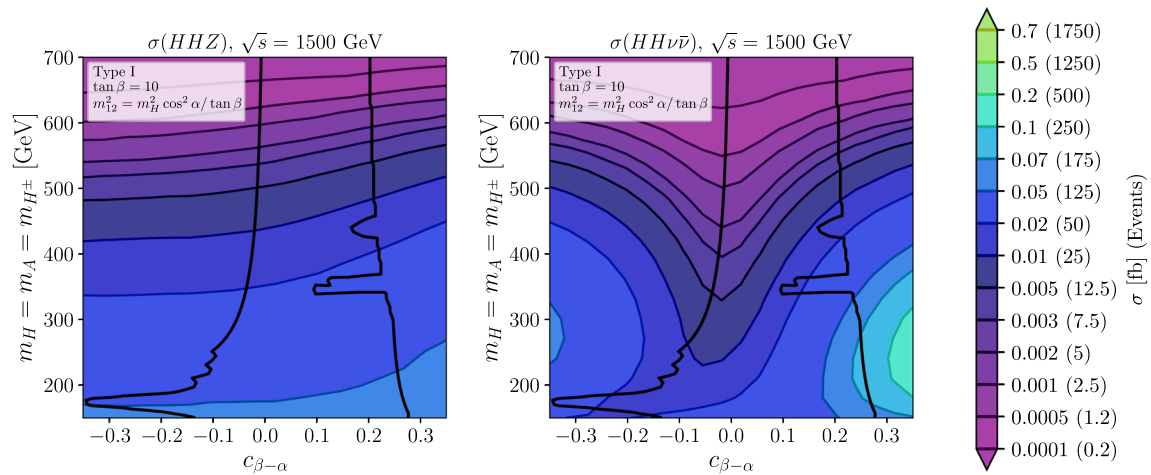 σ(HHZ), √s = 1500 GeV
Type I
tan β = 10
m²₁₂ = m²_H cos² α/ tan β
700
600
500
400
300
200
m_H = m_A = m_H± [GeV]
−0.3 −0.2 −0.1 0.0 0.1 0.2 0.3
c_β−α
σ(HHνν̄), √s = 1500 GeV
Type I
tan β = 10
m²₁₂ = m²_H cos² α/ tan β
700
600
500
400
300
200
m_H = m_A = m_H± [GeV]
−0.3 −0.2 −0.1 0.0 0.1 0.2 0.3
c_β−α
0.7 (1750)
0.5 (1250)
0.2 (500)
0.1 (250)
0.07 (175)
0.05 (125)
0.02 (50)
0.01 (25)
0.005 (12.5)
0.003 (7.5)
0.002 (5)
0.001 (2.5)
0.0005 (1.2)
0.0001 (0.2)
σ [fb] (Events)